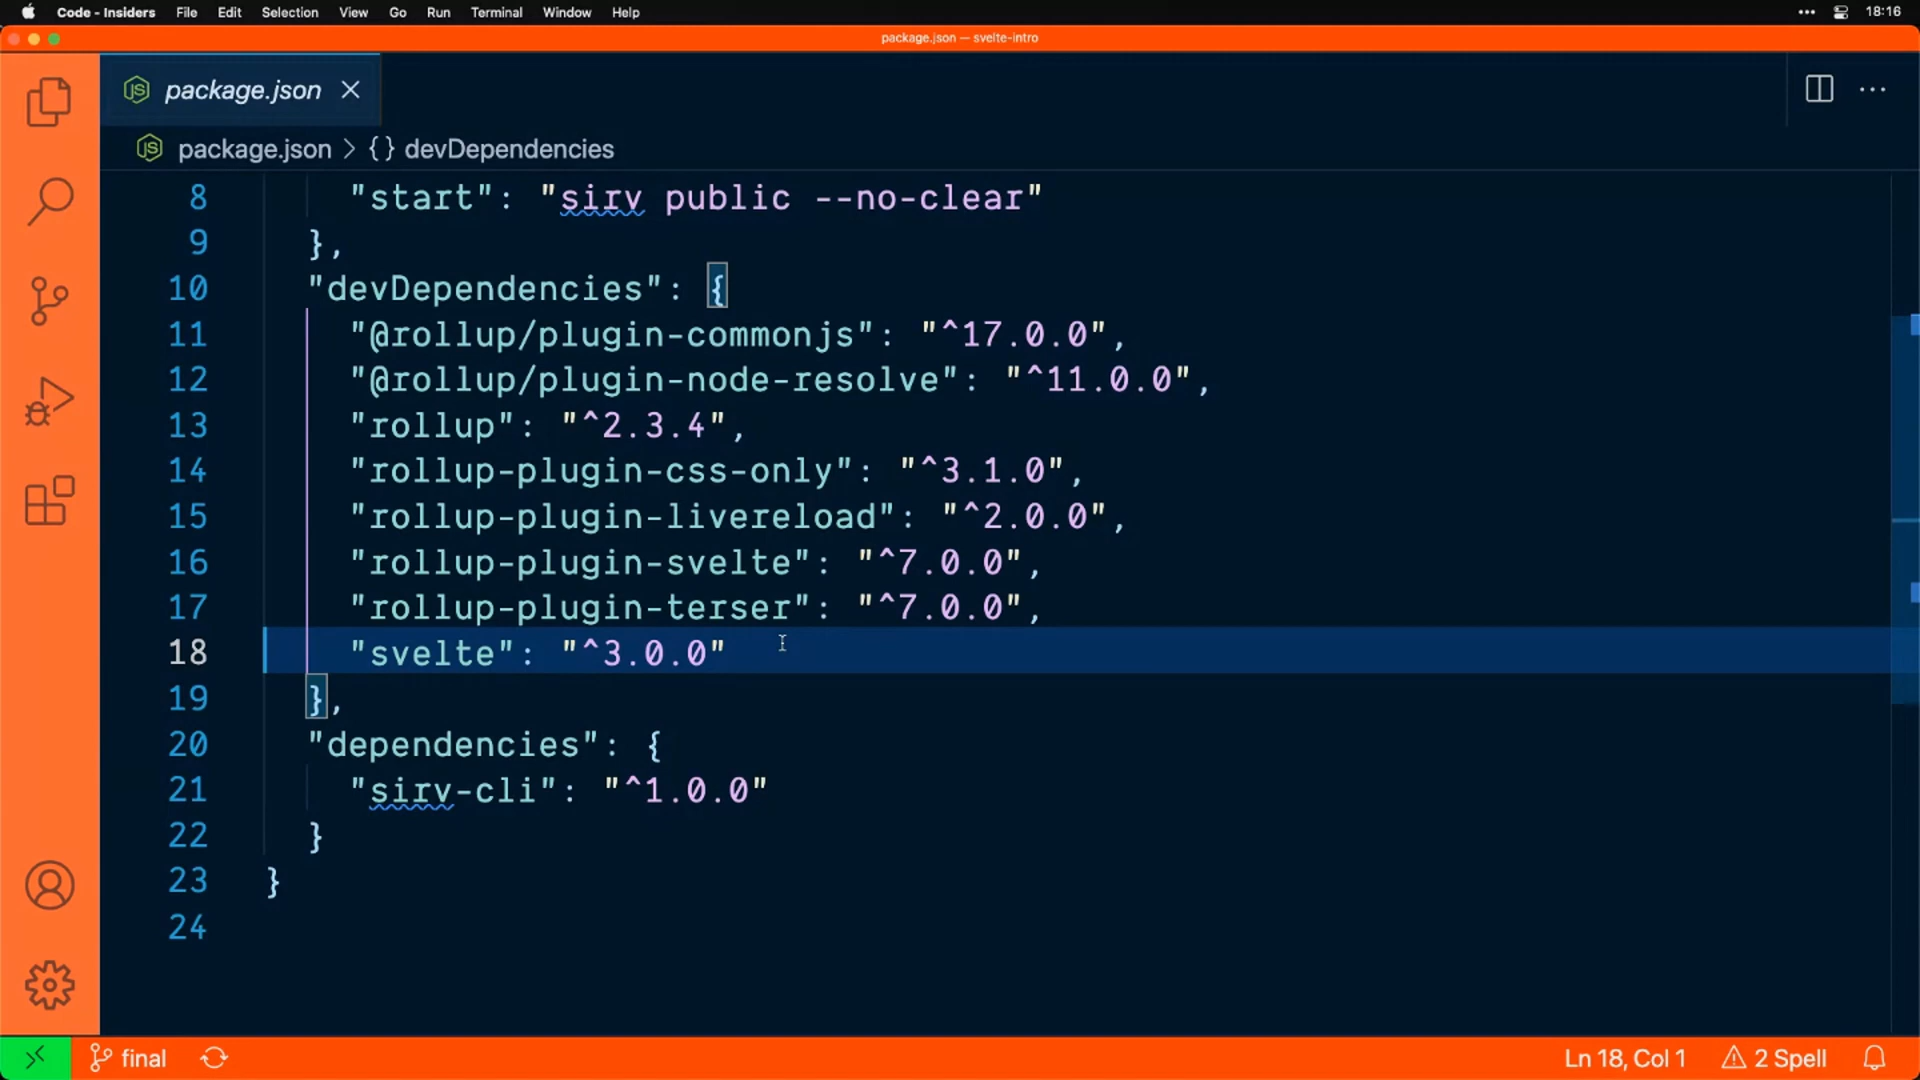 Code - Insiders File Edit Selection View Go Run Terminal Window Help 18:16
package.json — svelte-intro
package.json
package.json > {} devDependencies
8 "start": "sirv public --no-clear"
9 },
10 "devDependencies": {
11 "@rollup/plugin-commonjs": "^17.0.0",
12 "@rollup/plugin-node-resolve": "^11.0.0",
13 "rollup": "^2.3.4",
14 "rollup-plugin-css-only": "^3.1.0",
15 "rollup-plugin-livereload": "^2.0.0",
16 "rollup-plugin-svelte": "^7.0.0",
17 "rollup-plugin-terser": "^7.0.0",
18 "svelte": "^3.0.0"
19 },
20 "dependencies": {
21 "sirv-cli": "^1.0.0"
22 }
23 }
24
final Ln 18, Col 1 2 Spell